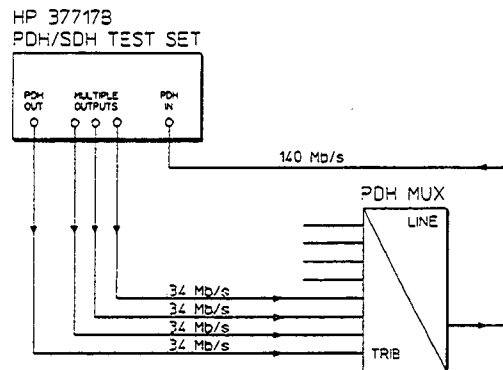 HP 37717B
PDH/SDH TEST SET
PDH OUT
MULTIPLE OUTPUTS
PDH IN
140 Mb/s
PDH MUX
LINE
34 Mb/s
34 Mb/s
34 Mb/s
34 Mb/s
TRIB